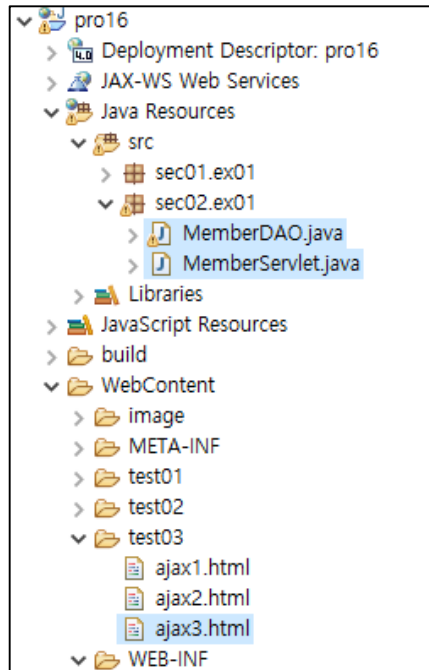 pro16
4.0 Deployment Descriptor: pro16
JAX-WS Web Services
Java Resources
src
sec01.ex01
sec02.ex01
J MemberDAO.java
J MemberServlet.java
Libraries
JavaScript Resources
build
WebContent
image
META-INF
test01
test02
test03
ajax1.html
ajax2.html
ajax3.html
WEB-INF